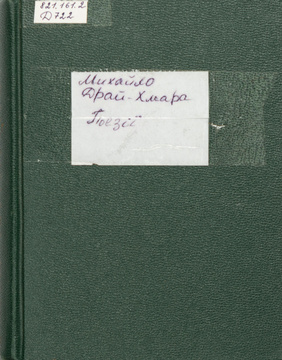 821.161.2
Д722
Михайло
Драй-Хмара
Поезії